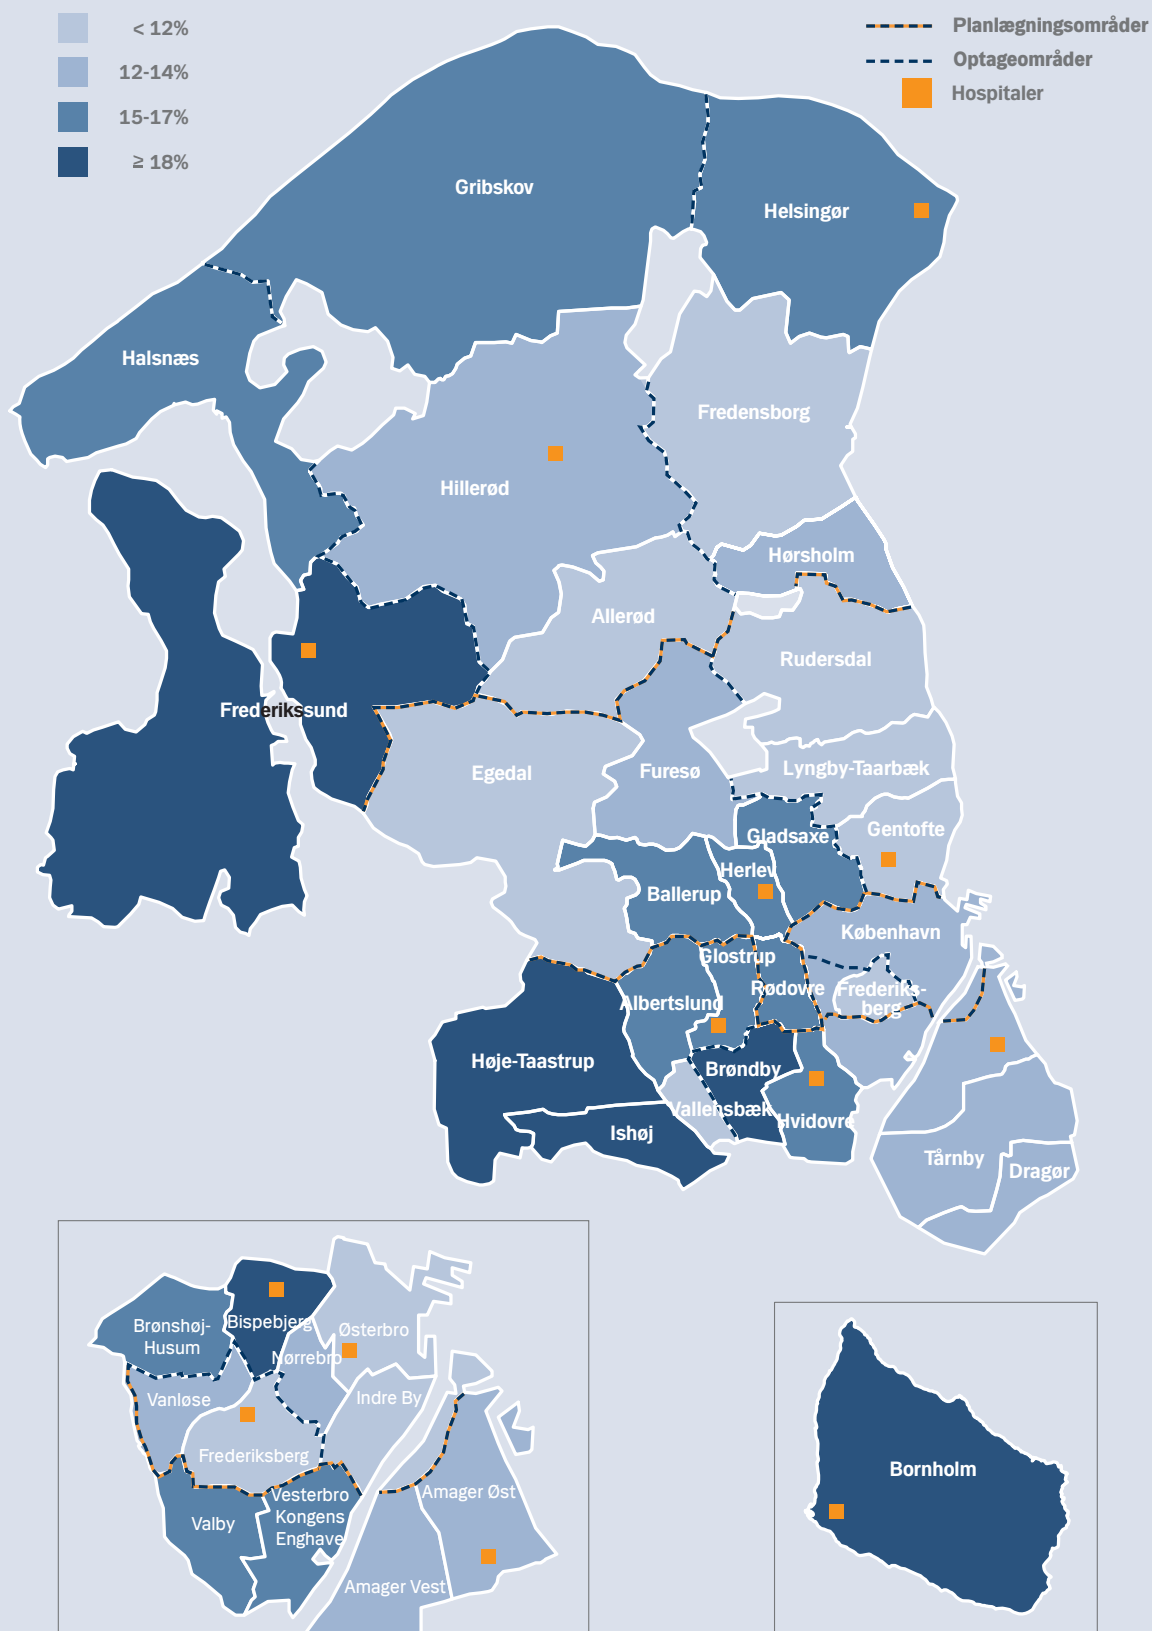 < 12%
12-14%
15-17%
≥ 18%
Planlægningsområder
Optageområder
Hospitaler
Gribskov
Helsingør
Halsnæs
Fredensborg
Hillerød
Hørsholm
Allerød
Rudersdal
Frederikssund
Egedal
Furesø
Lyngby-Taarbæk
Gentofte
Gladsaxe
Herlev
Ballerup
København
Glostrup
Rødovre
Frederiks-
berg
Albertslund
Høje-Taastrup
Brøndby
Vallensbæk
Hvidovre
Ishøj
Tårnby
Dragør
Brønshøj-
Husum
Bispebjerg
Østerbro
Nørrebro
Vanløse
Indre By
Frederiksberg
Vesterbro
Kongens
Enghave
Valby
Amager Øst
Amager Vest
Bornholm